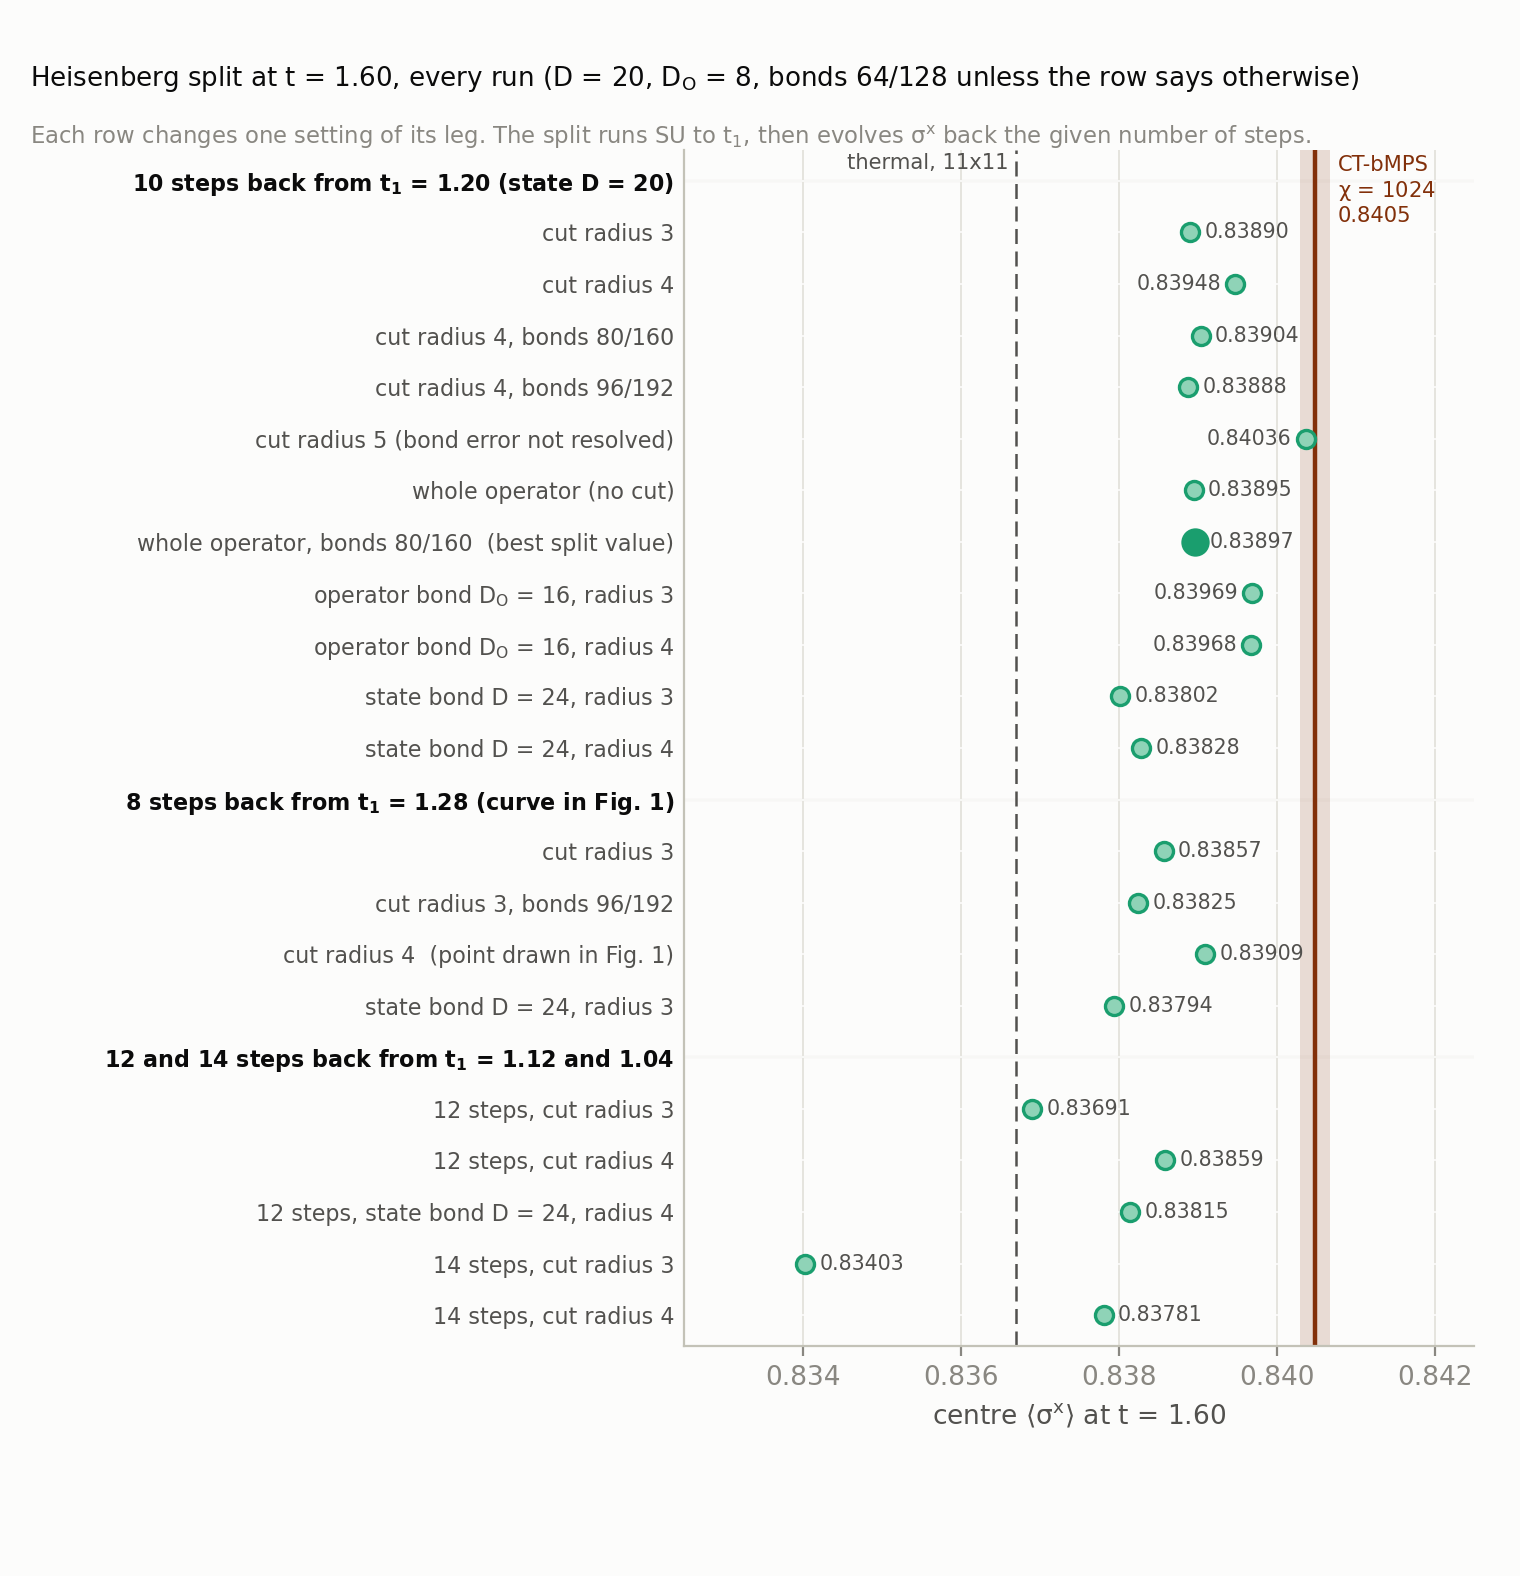 Heisenberg split at t = 1.60, every run (D = 20, D_O = 8, bonds 64/128 unless the row says otherwise)
Each row changes one setting of its leg. The split runs SU to t₁, then evolves σˣ back the given number of steps.
thermal, 11x11
CT-bMPS
χ = 1024
0.8405
10 steps back from t₁ = 1.20 (state D = 20)
cut radius 3 0.83890
cut radius 4 0.83948
cut radius 4, bonds 80/160 0.83904
cut radius 4, bonds 96/192 0.83888
cut radius 5 (bond error not resolved) 0.84036
whole operator (no cut) 0.83895
whole operator, bonds 80/160  (best split value) 0.83897
operator bond D_O = 16, radius 3 0.83969
operator bond D_O = 16, radius 4 0.83968
state bond D = 24, radius 3 0.83802
state bond D = 24, radius 4 0.83828
8 steps back from t₁ = 1.28 (curve in Fig. 1)
cut radius 3 0.83857
cut radius 3, bonds 96/192 0.83825
cut radius 4  (point drawn in Fig. 1) 0.83909
state bond D = 24, radius 3 0.83794
12 and 14 steps back from t₁ = 1.12 and 1.04
12 steps, cut radius 3 0.83691
12 steps, cut radius 4 0.83859
12 steps, state bond D = 24, radius 4 0.83815
14 steps, cut radius 3 0.83403
14 steps, cut radius 4 0.83781
0.834 0.836 0.838 0.840 0.842
centre ⟨σˣ⟩ at t = 1.60